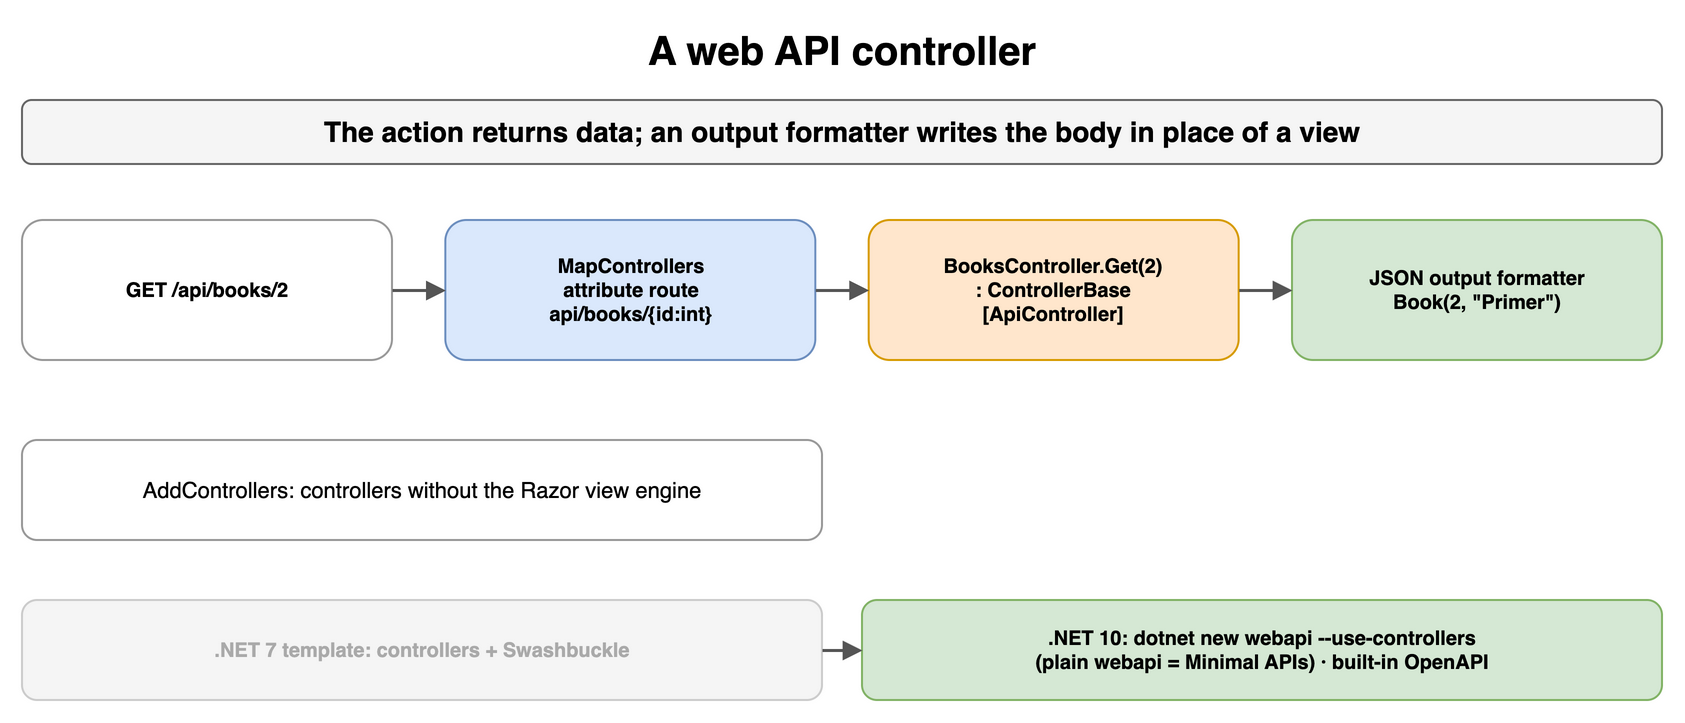 A web API controller
The action returns data; an output formatter writes the body in place of a view
GET /api/books/2
MapControllers
attribute route
api/books/{id:int}
BooksController.Get(2)
: ControllerBase
[ApiController]
JSON output formatter
Book(2, "Primer")
AddControllers: controllers without the Razor view engine
.NET 7 template: controllers + Swashbuckle
.NET 10: dotnet new webapi --use-controllers
(plain webapi = Minimal APIs) · built-in OpenAPI